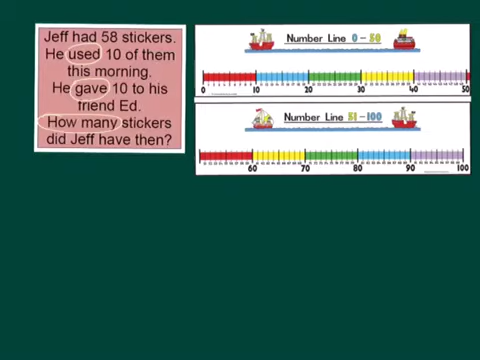 Jeff had 58 stickers.
He used 10 of them
this morning.
He gave 10 to his
friend Ed.
How many stickers
did Jeff have then?
Number Line 0 – 50
0 10 20 30 40 50
Number Line 51 – 100
60 70 80 90 100